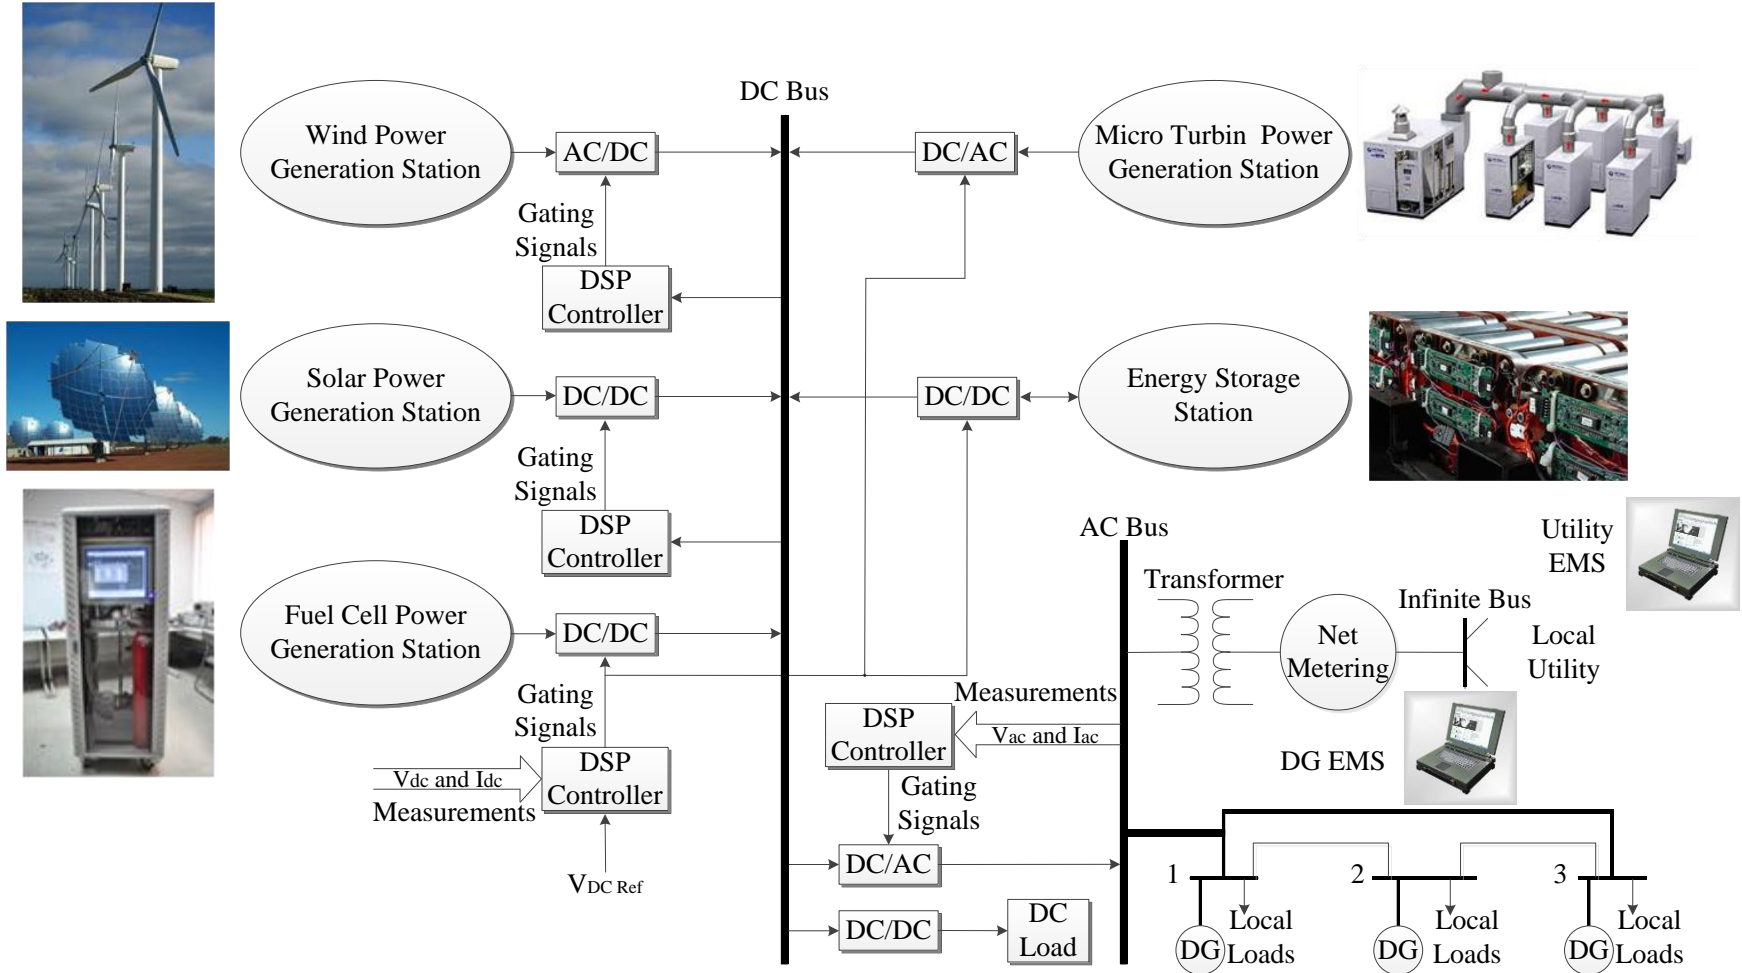 DC Bus
Wind Power
Generation Station
AC/DC
Gating
Signals
DSP
Controller
DC/AC
Micro Turbin Power
Generation Station
Solar Power
Generation Station
DC/DC
Gating
Signals
DSP
Controller
DC/DC
Energy Storage
Station
Fuel Cell Power
Generation Station
DC/DC
Gating
Signals
DSP
Controller
Vdc and Idc
Measurements
VDC Ref
AC Bus
Transformer
Net
Metering
Infinite Bus
Local
Utility
Utility
EMS
DG EMS
Measurements
Vac and Iac
DSP
Controller
Gating
Signals
DC/AC
DC/DC
DC
Load
1
2
3
DG
Local
Loads
DG
Local
Loads
DG
Local
Loads